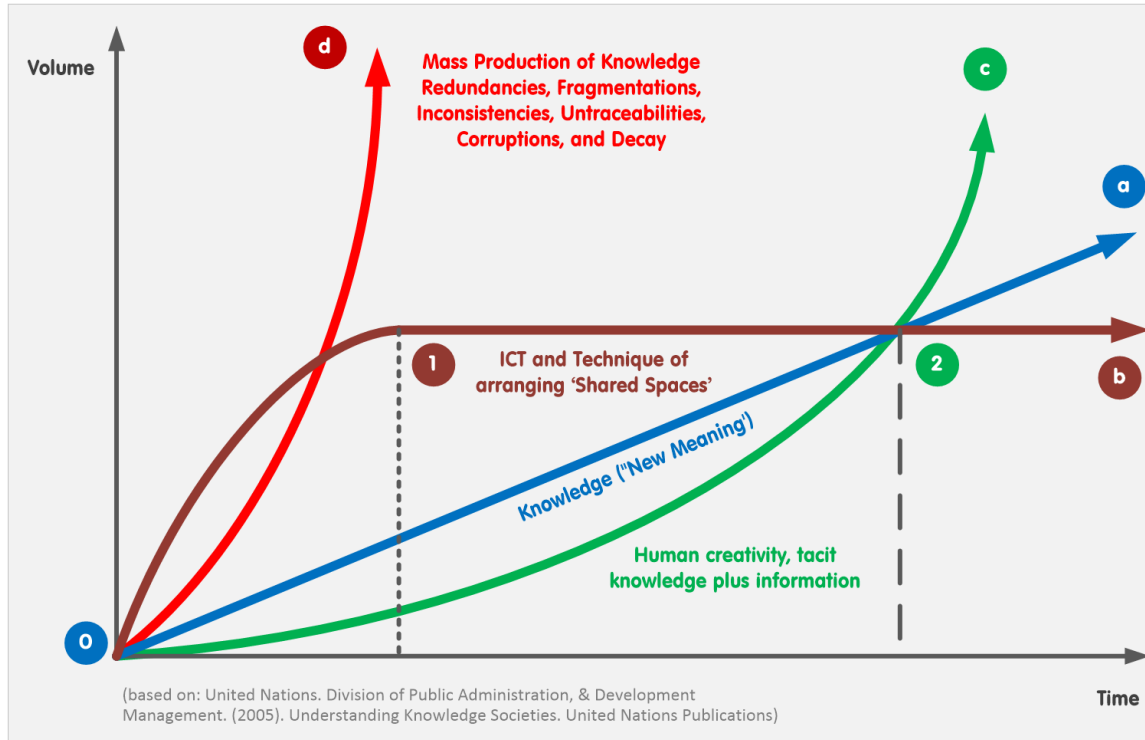 d
Volume
Mass Production of Knowledge
Redundancies, Fragmentations,
Inconsistencies, Untraceabilities,
Corruptions, and Decay
c
a
1
ICT and Technique of
arranging ‘Shared Spaces’
2
b
Knowledge ("New Meaning')
Human creativity, tacit
knowledge plus information
0
(based on: United Nations. Division of Public Administration, & Development
Management. (2005). Understanding Knowledge Societies. United Nations Publications)
Time